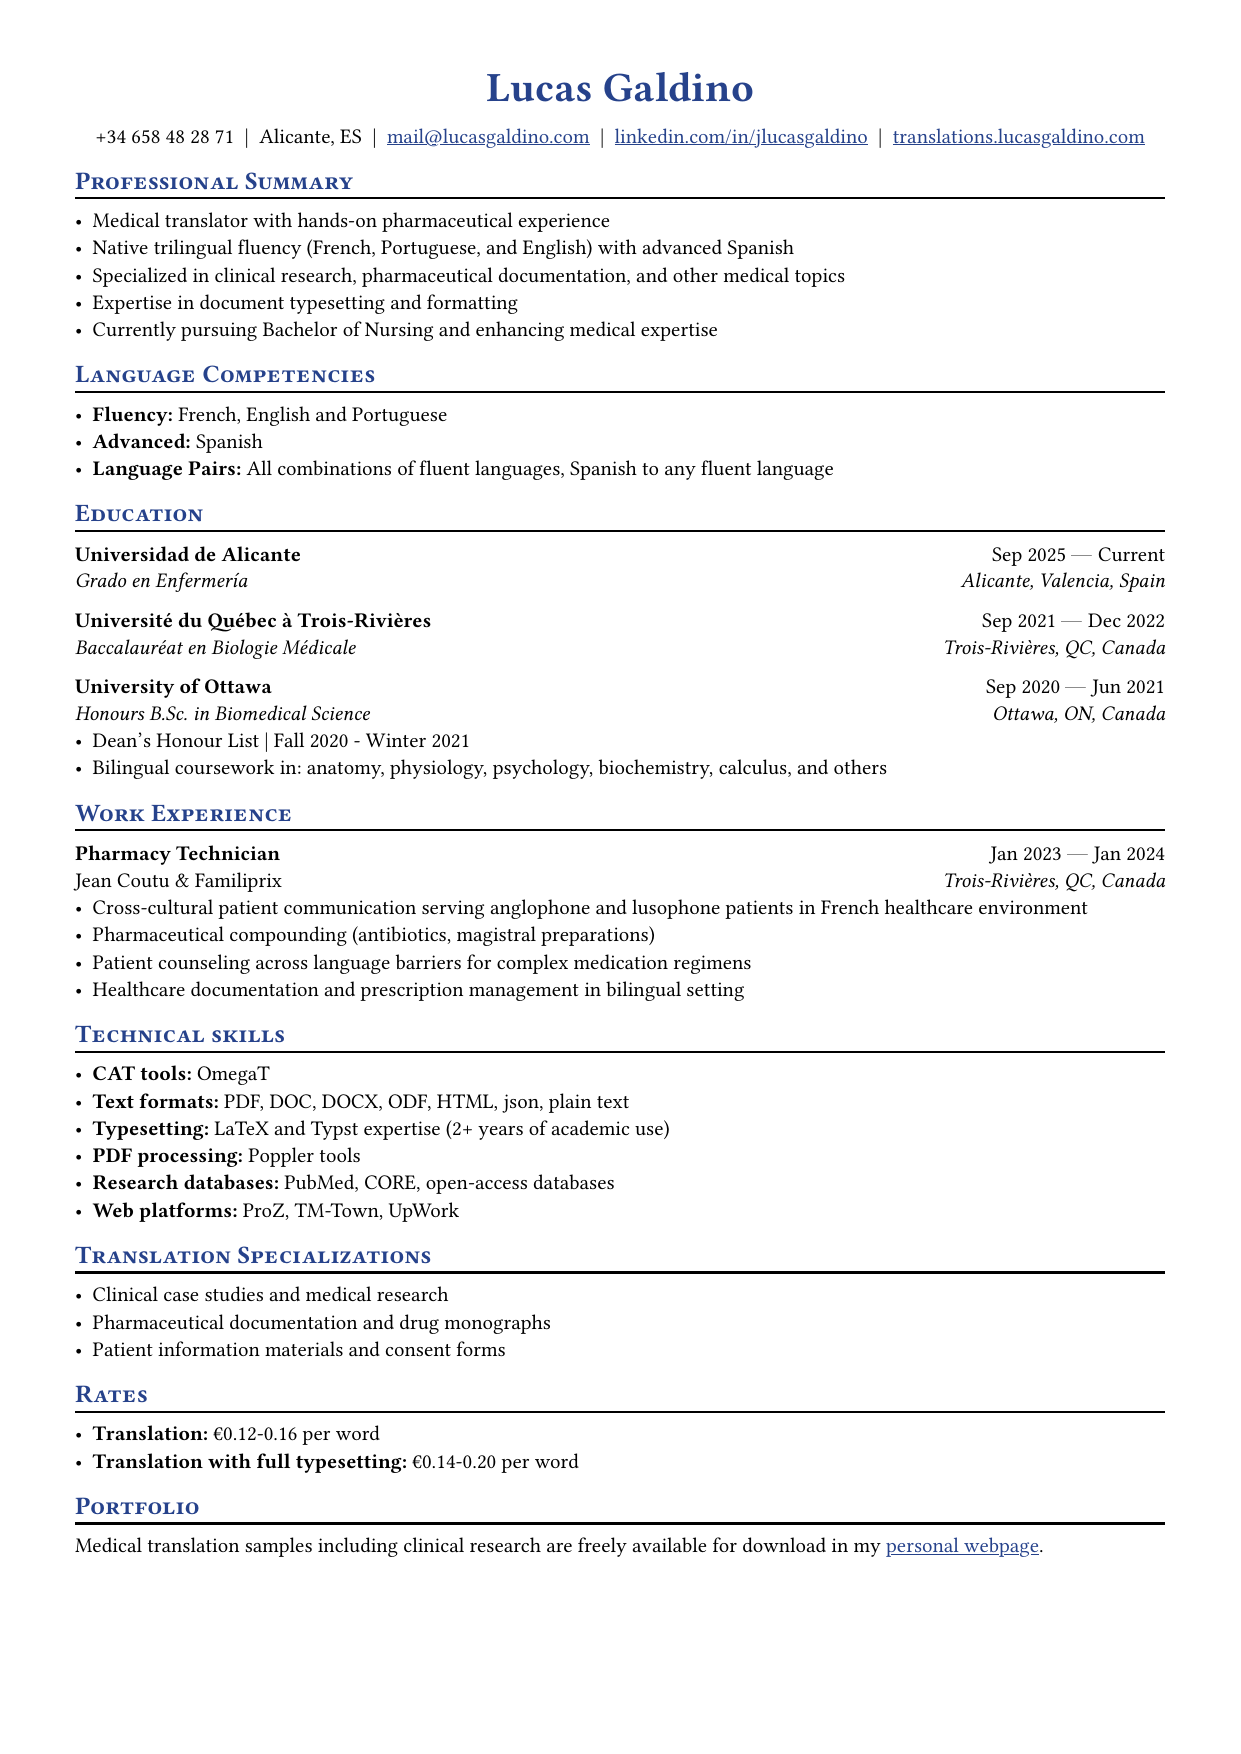 Lucas Galdino
+34 658 48 28 71 | Alicante, ES | mail@lucasgaldino.com | linkedin.com/in/jlucasgaldino | translations.lucasgaldino.com
Professional Summary
• Medical translator with hands-on pharmaceutical experience
• Native trilingual fluency (French, Portuguese, and English) with advanced Spanish
• Specialized in clinical research, pharmaceutical documentation, and other medical topics
• Expertise in document typesetting and formatting
• Currently pursuing Bachelor of Nursing and enhancing medical expertise
Language Competencies
• Fluency: French, English and Portuguese
• Advanced: Spanish
• Language Pairs: All combinations of fluent languages, Spanish to any fluent language
Education
Universidad de Alicante Sep 2025 — Current
Grado en Enfermería Alicante, Valencia, Spain
Université du Québec à Trois-Rivières Sep 2021 — Dec 2022
Baccalauréat en Biologie Médicale Trois-Rivières, QC, Canada
University of Ottawa Sep 2020 — Jun 2021
Honours B.Sc. in Biomedical Science Ottawa, ON, Canada
• Dean’s Honour List | Fall 2020 - Winter 2021
• Bilingual coursework in: anatomy, physiology, psychology, biochemistry, calculus, and others
Work Experience
Pharmacy Technician Jan 2023 — Jan 2024
Jean Coutu & Familiprix Trois-Rivières, QC, Canada
• Cross-cultural patient communication serving anglophone and lusophone patients in French healthcare environment
• Pharmaceutical compounding (antibiotics, magistral preparations)
• Patient counseling across language barriers for complex medication regimens
• Healthcare documentation and prescription management in bilingual setting
Technical skills
• CAT tools: OmegaT
• Text formats: PDF, DOC, DOCX, ODF, HTML, json, plain text
• Typesetting: LaTeX and Typst expertise (2+ years of academic use)
• PDF processing: Poppler tools
• Research databases: PubMed, CORE, open-access databases
• Web platforms: ProZ, TM-Town, UpWork
Translation Specializations
• Clinical case studies and medical research
• Pharmaceutical documentation and drug monographs
• Patient information materials and consent forms
Rates
• Translation: €0.12-0.16 per word
• Translation with full typesetting: €0.14-0.20 per word
Portfolio
Medical translation samples including clinical research are freely available for download in my personal webpage.